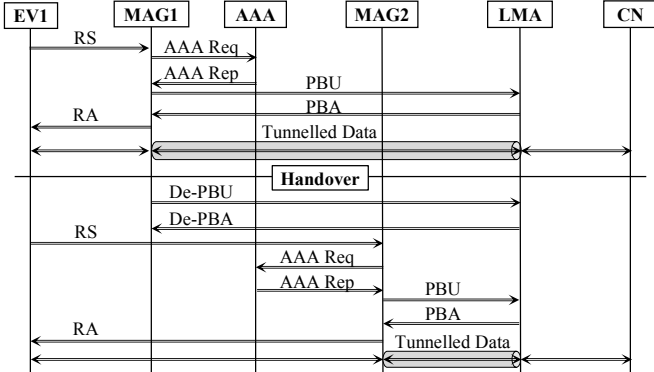 EV1 MAG1 AAA MAG2 LMA CN
RS
AAA Req
AAA Rep
PBU
PBA
RA
Tunnelled Data
Handover
De-PBU
De-PBA
RS
AAA Req
AAA Rep
PBU
PBA
RA
Tunnelled Data